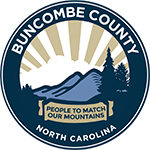 BUNCOMBE COUNTY
PEOPLE TO MATCH
OUR MOUNTAINS
NORTH CAROLINA